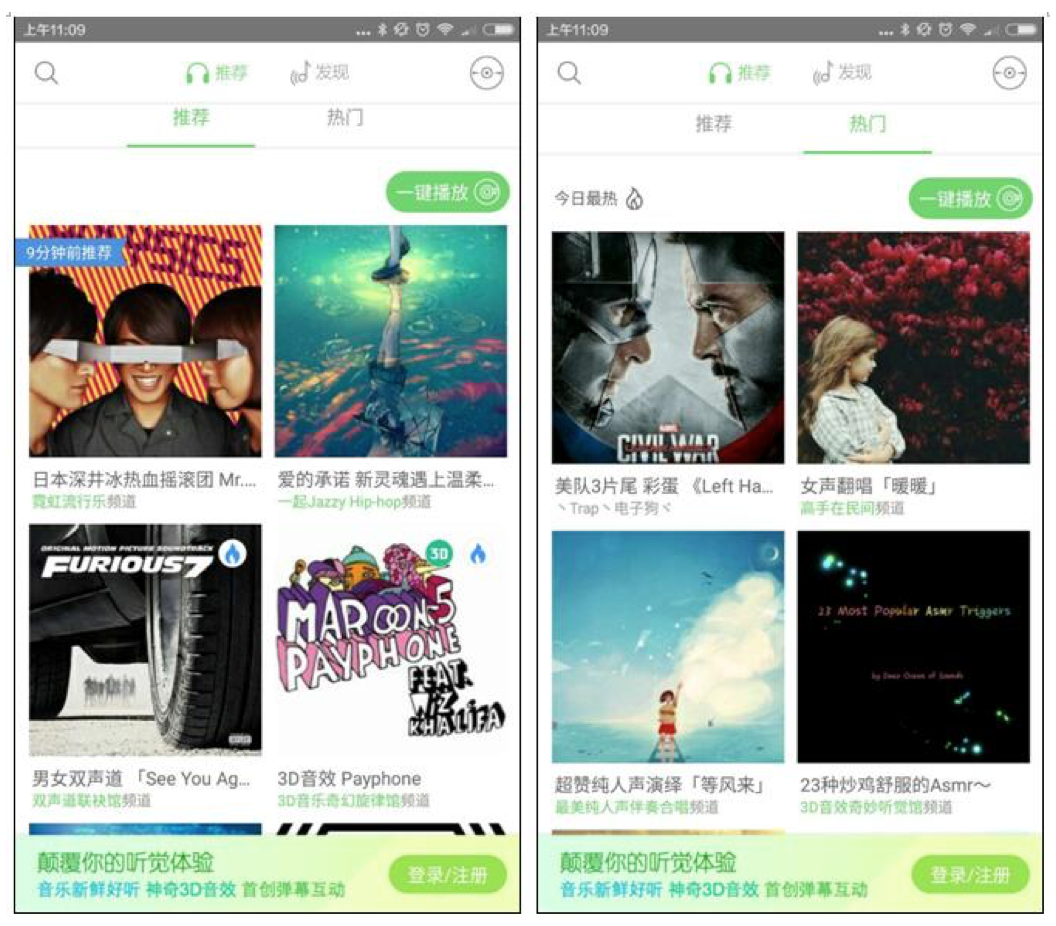 上午11:09
推荐
发现
推荐
热门
一键播放
9分钟前推荐
POLYSICS
日本深井冰热血摇滚团 Mr....
霓虹流行乐频道
爱的承诺 新灵魂遇上温柔...
一起Jazzy Hip-hop频道
ORIGINAL MOTION PICTURE SOUNDTRACK
FURIOUS7
3D
MAROON 5
PAYPHONE
FEAT.
WIZ
KHALIFA
男女双声道 「See You Ag...
双声道联袂馆频道
3D音效 Payphone
3D音乐奇幻旋律馆频道
颠覆你的听觉体验
音乐新鲜好听 神奇3D音效 首创弹幕互动
登录/注册
上午11:09
推荐
发现
推荐
热门
今日最热
一键播放
MARVEL
CIVIL WAR
美队3片尾 彩蛋 《Left Ha...
丶Trap丶电子狗丶
女声翻唱「暖暖」
高手在民间频道
23 Most Popular Asmr Triggers
by Inner Ocean of Sounds
超赞纯人声演绎「等风来」
最美纯人声伴奏合唱频道
23种炒鸡舒服的Asmr～
3D音效奇妙听觉馆频道
颠覆你的听觉体验
音乐新鲜好听 神奇3D音效 首创弹幕互动
登录/注册